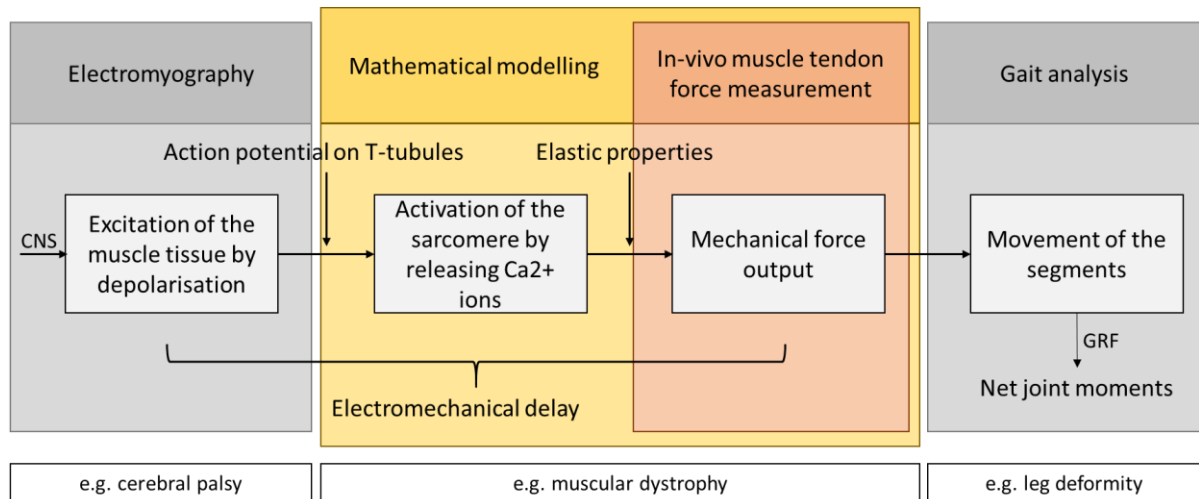 Electromyography
Mathematical modelling
In-vivo muscle tendon
force measurement
Gait analysis
Action potential on T-tubules
Elastic properties
CNS
Excitation of the
muscle tissue by
depolarisation
Activation of the
sarcomere by
releasing Ca2+
ions
Mechanical force
output
Movement of the
segments
GRF
Net joint moments
Electromechanical delay
e.g. cerebral palsy
e.g. muscular dystrophy
e.g. leg deformity